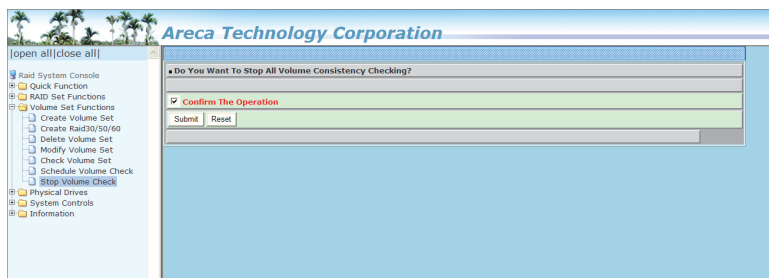 Areca Technology Corporation
|open all|close all|
Raid System Console
Quick Function
RAID Set Functions
Volume Set Functions
Create Volume Set
Create Raid30/50/60
Delete Volume Set
Modify Volume Set
Check Volume Set
Schedule Volume Check
Stop Volume Check
Physical Drives
System Controls
Information
Do You Want To Stop All Volume Consistency Checking?
Confirm The Operation
Submit Reset